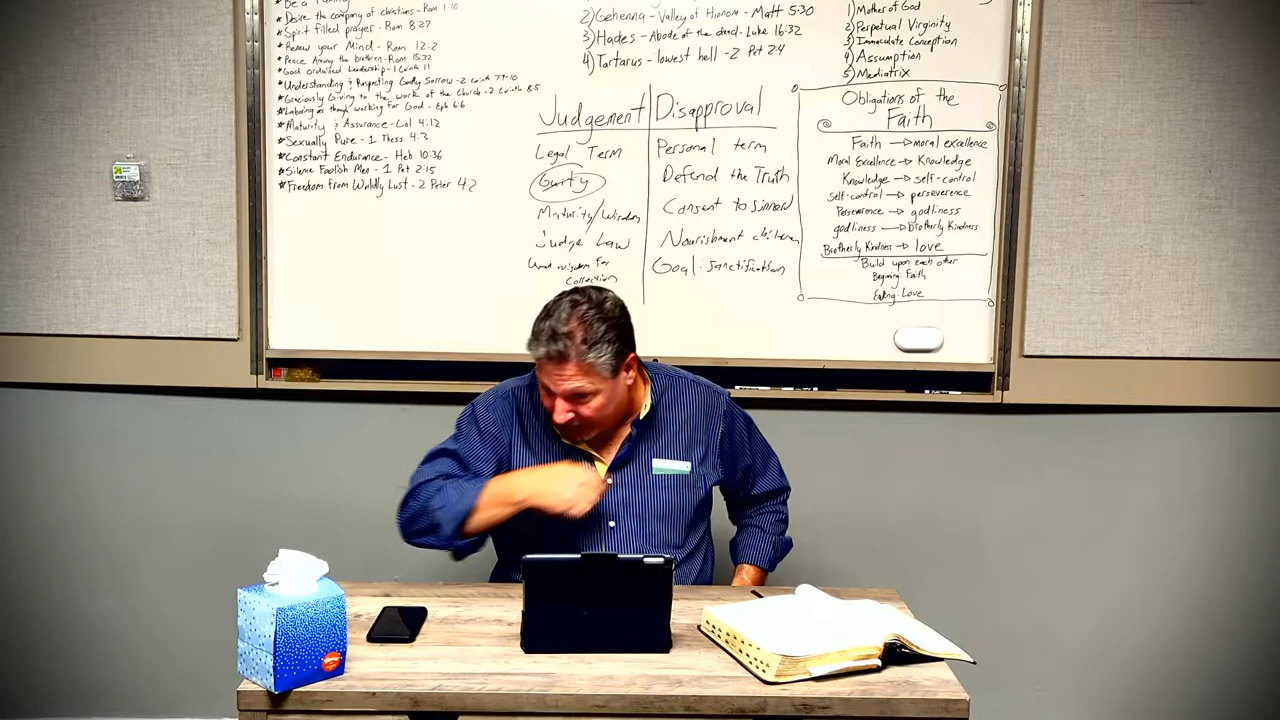 Be a
Desire the company of christians - Rom 1:10
* Spirit filled prayer - Rom 8:27
* Renew your Mind - Rom 12:2
* Peace Among the brethren - Rom 15:32
* God ordained Leadership - 1 Corinth 1:1
* Understanding & Respecting Godly Sorrow - 2 Corinth 7:9-10
* Graciously Giving to the work of the Church - 2 Corinth 8:5
* Laboring as though working for God - Eph 6:6
* Maturity & Assurance - Col 4:12
* Sexually Pure - 1 Thess 4:3
* Constant Endurance - Heb 10:36
* Silence Foolish Men - 1 Pet 2:15
* Freedom From Worldly Lust - 2 Peter 4:2
2) Gehenna - Valley of Hionom - Matt 5:30
3) Hades - Abode of the dead - Luke 16:32
4) Tartarus - lowest hell - 2 Pet 2:4
Judgement
Legal Term
Guilty
Maturity/Wisdom
Judge Law
wisdom For
Correction
Disapproval
Personal term
Defend the Truth
Consent to sinners
Nourishment
Goal: sanctification
1) Mother of God
2) Perpetual Virginity
3) Immaculate Conception
4) Assumption
5) Mediatrix
Obligations of the
Faith
Faith → moral excellence
Moral Excellence → Knowledge
Knowledge → self-control
Self-control → perseverence
Perseverence → godliness
godliness → Brotherly Kindness
Brotherly Kindness → love
Build upon each other
Begining: Faith
Ending: Love